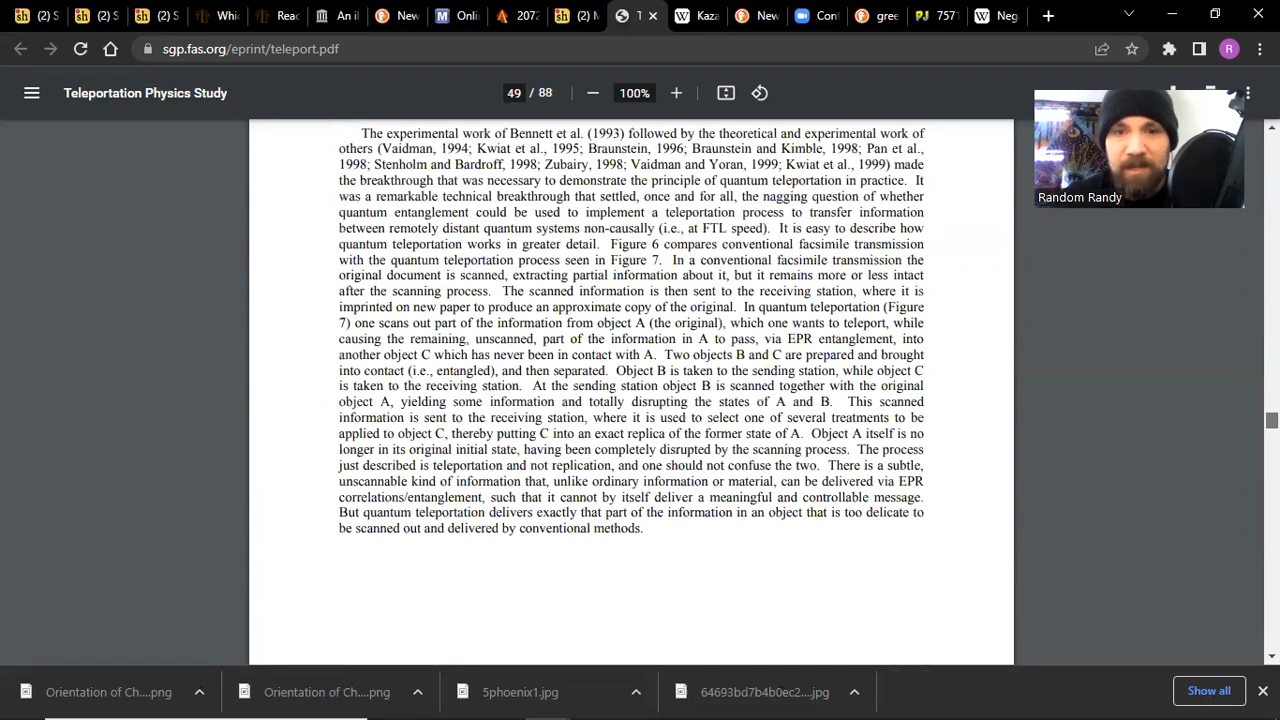 (2) S
(2) S
(2) S
Whi
Reac
An il
New
Onli
2072
(2) M
T
Kaza
New
Conf
gree
7571
Neg
sgp.fas.org/eprint/teleport.pdf
R
Teleportation Physics Study
49 / 88
100%
Random Randy
The experimental work of Bennett et al. (1993) followed by the theoretical and experimental work of
others (Vaidman, 1994; Kwiat et al., 1995; Braunstein, 1996; Braunstein and Kimble, 1998; Pan et al.,
1998; Stenholm and Bardroff, 1998; Zubairy, 1998; Vaidman and Yoran, 1999; Kwiat et al., 1999) made
the breakthrough that was necessary to demonstrate the principle of quantum teleportation in practice. It
was a remarkable technical breakthrough that settled, once and for all, the nagging question of whether
quantum entanglement could be used to implement a teleportation process to transfer information
between remotely distant quantum systems non-causally (i.e., at FTL speed). It is easy to describe how
quantum teleportation works in greater detail. Figure 6 compares conventional facsimile transmission
with the quantum teleportation process seen in Figure 7. In a conventional facsimile transmission the
original document is scanned, extracting partial information about it, but it remains more or less intact
after the scanning process. The scanned information is then sent to the receiving station, where it is
imprinted on new paper to produce an approximate copy of the original. In quantum teleportation (Figure
7) one scans out part of the information from object A (the original), which one wants to teleport, while
causing the remaining, unscanned, part of the information in A to pass, via EPR entanglement, into
another object C which has never been in contact with A. Two objects B and C are prepared and brought
into contact (i.e., entangled), and then separated. Object B is taken to the sending station, while object C
is taken to the receiving station. At the sending station object B is scanned together with the original
object A, yielding some information and totally disrupting the states of A and B. This scanned
information is sent to the receiving station, where it is used to select one of several treatments to be
applied to object C, thereby putting C into an exact replica of the former state of A. Object A itself is no
longer in its original initial state, having been completely disrupted by the scanning process. The process
just described is teleportation and not replication, and one should not confuse the two. There is a subtle,
unscannable kind of information that, unlike ordinary information or material, can be delivered via EPR
correlations/entanglement, such that it cannot by itself deliver a meaningful and controllable message.
But quantum teleportation delivers exactly that part of the information in an object that is too delicate to
be scanned out and delivered by conventional methods.
Orientation of Ch....png
Orientation of Ch....png
5phoenix1.jpg
64693bd7b4b0ec2....jpg
Show all